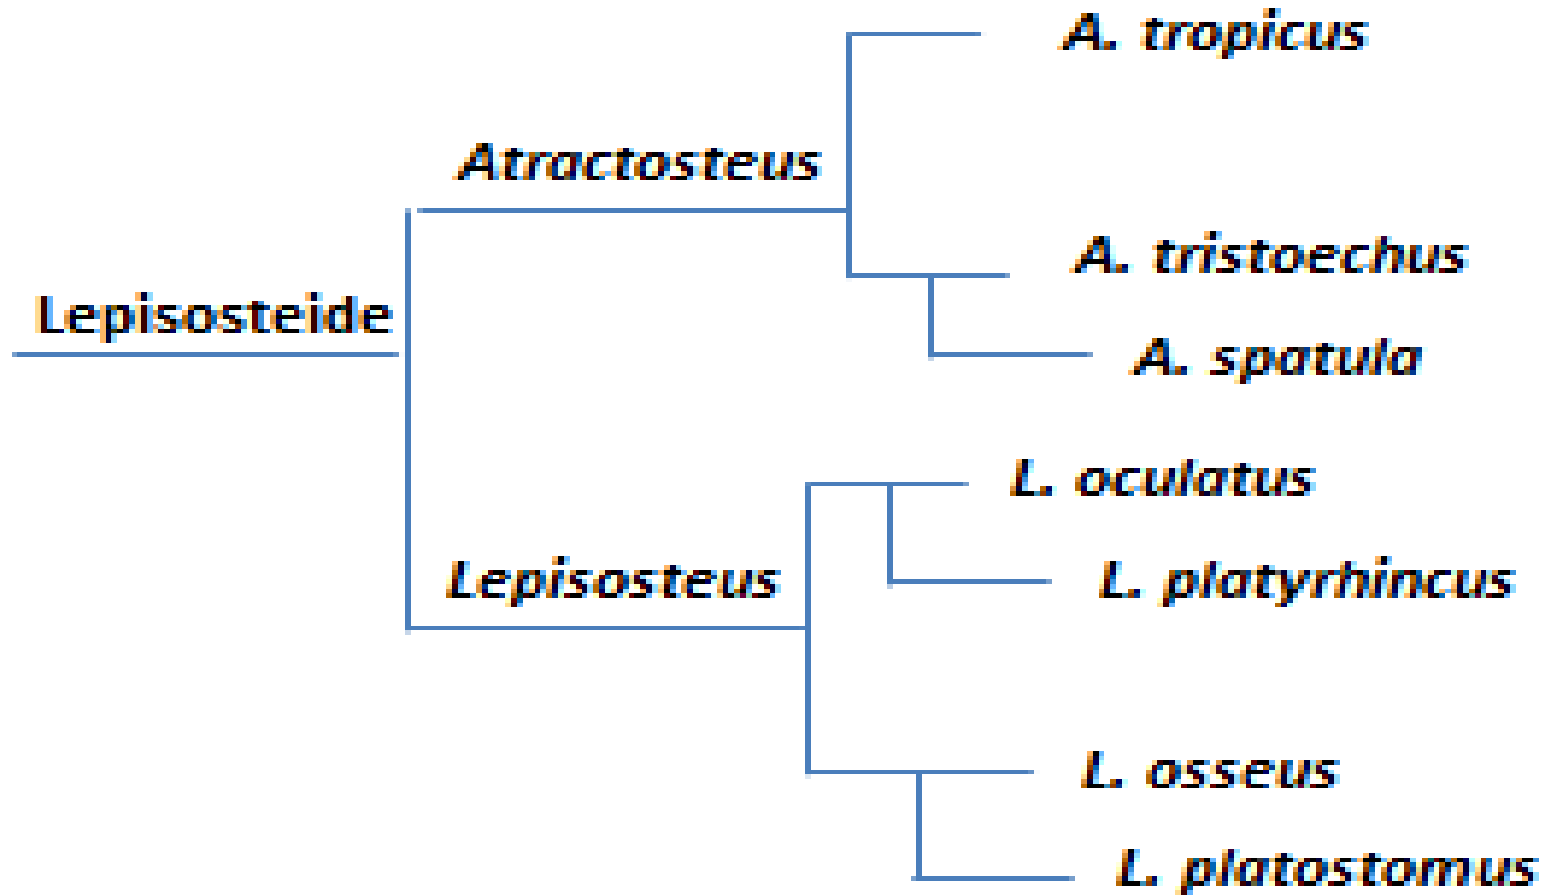 A. tropicus
Atractosteus
A. tristoechus
Lepisosteide
A. spatula
L. oculatus
Lepisosteus
L. platyrhincus
L. osseus
L. platostomus